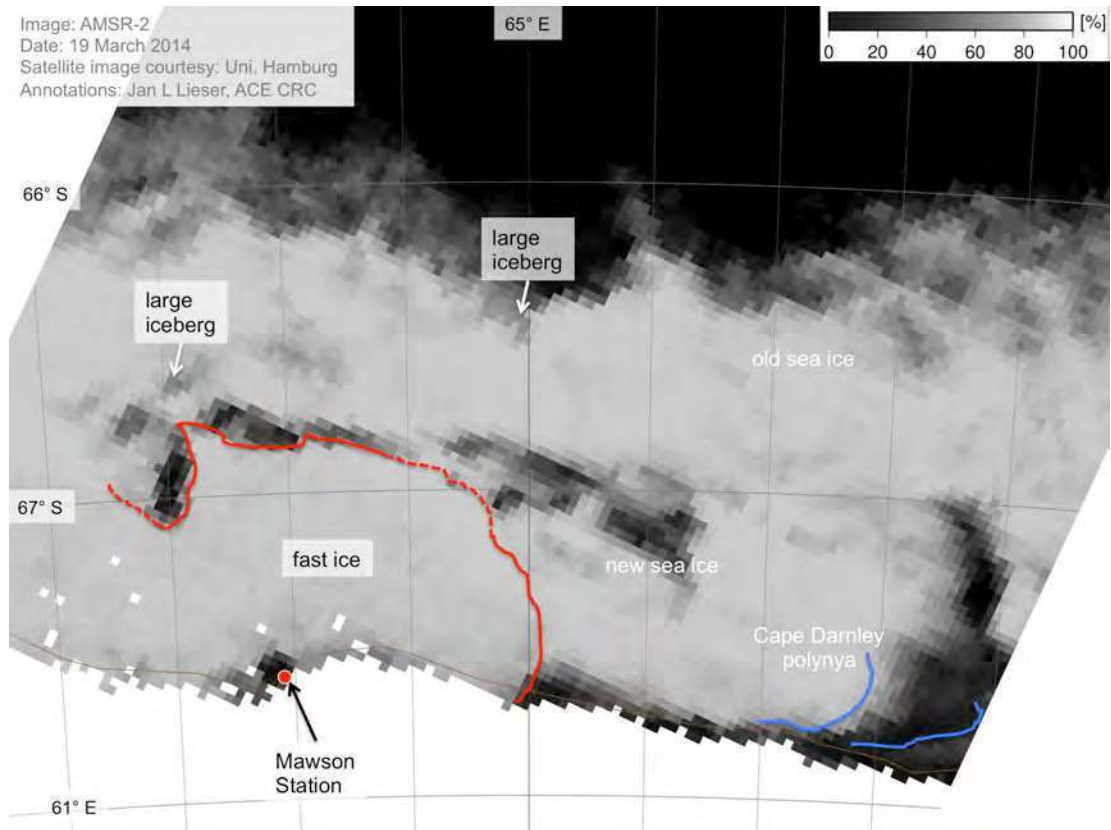 Image: AMSR-2
Date: 19 March 2014
Satellite image courtesy: Uni. Hamburg
Annotations: Jan L Lieser, ACE CRC
65° E
[%]
0 20 40 60 80 100
66° S
large
iceberg
large
iceberg
old sea ice
67° S
fast ice
new sea ice
Cape Darnley
polynya
Mawson
Station
61° E